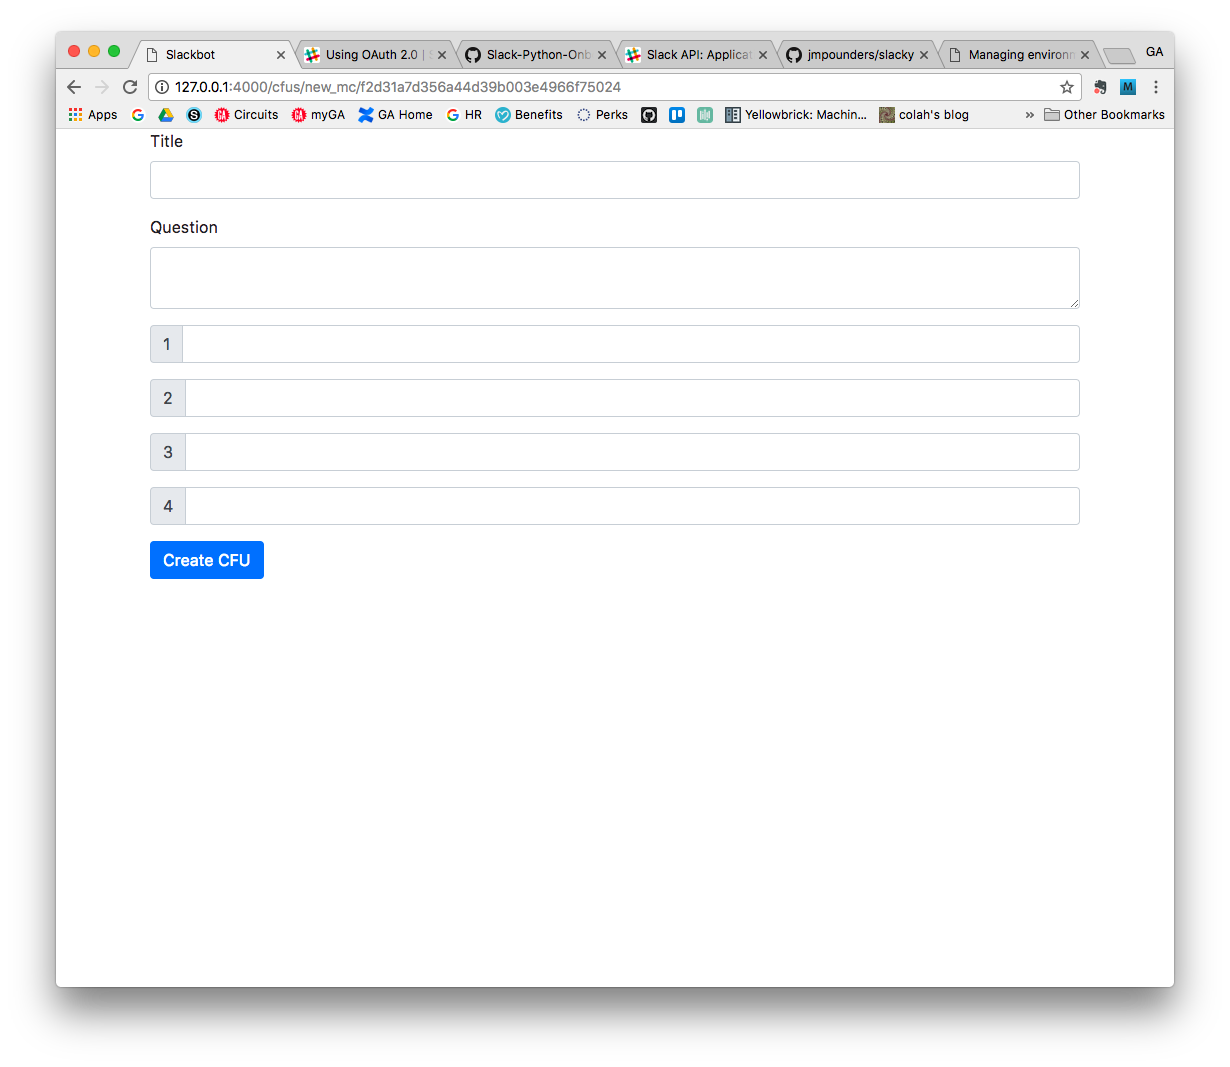 Slackbot
Using OAuth 2.0 | S
Slack-Python-Onb
Slack API: Applicat
jmpounders/slacky
Managing environm
GA
127.0.0.1:4000/cfus/new_mc/f2d31a7d356a44d39b003e4966f75024
M
Apps
Circuits
myGA
GA Home
HR
Benefits
Perks
Yellowbrick: Machin...
colah's blog
»
Other Bookmarks
Title
Question
1
2
3
4
Create CFU